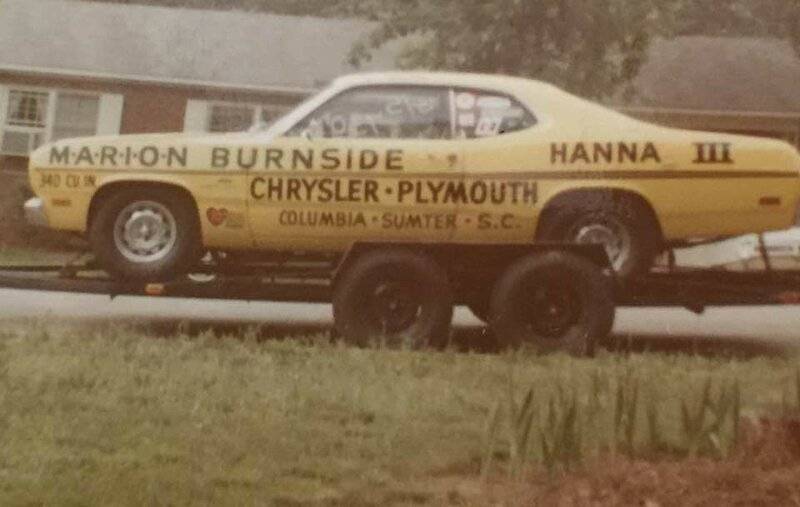 M·A·R·I·O·N BURNSIDE HANNA III
340 CU. IN.
CHRYSLER · PLYMOUTH
COLUMBIA · SUMTER · S.C.